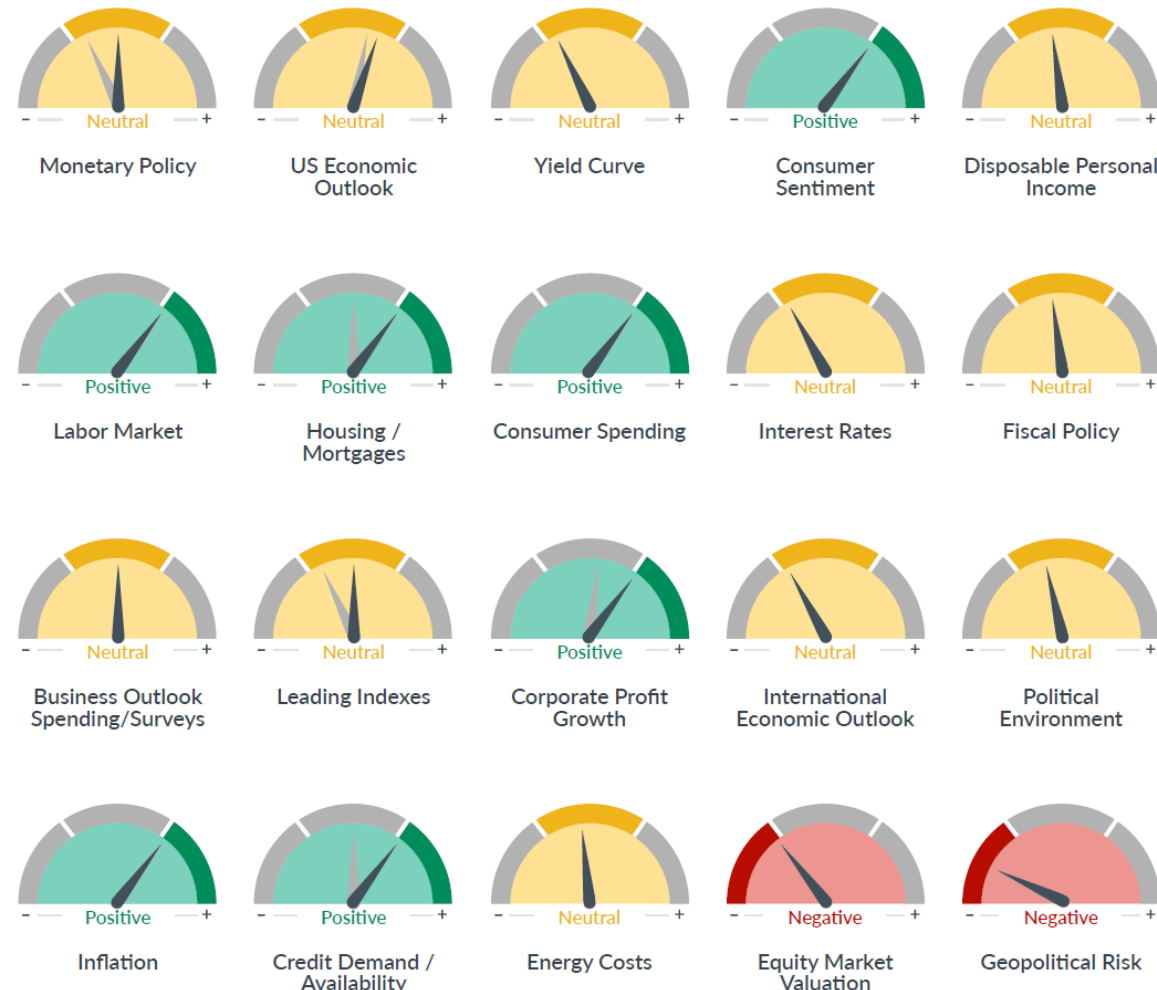 - Neutral + - Neutral + - Neutral + - Positive + - Neutral +
Monetary Policy
US Economic
Outlook
Yield Curve
Consumer
Sentiment
Disposable Personal
Income
- Positive + - Positive + - Positive + - Neutral + - Neutral +
Labor Market
Housing /
Mortgages
Consumer Spending
Interest Rates
Fiscal Policy
- Neutral + - Neutral + - Positive + - Neutral + - Neutral +
Business Outlook
Spending/Surveys
Leading Indexes
Corporate Profit
Growth
International
Economic Outlook
Political
Environment
- Positive + - Positive + - Neutral + - Negative + - Negative +
Inflation
Credit Demand /
Availability
Energy Costs
Equity Market
Valuation
Geopolitical Risk